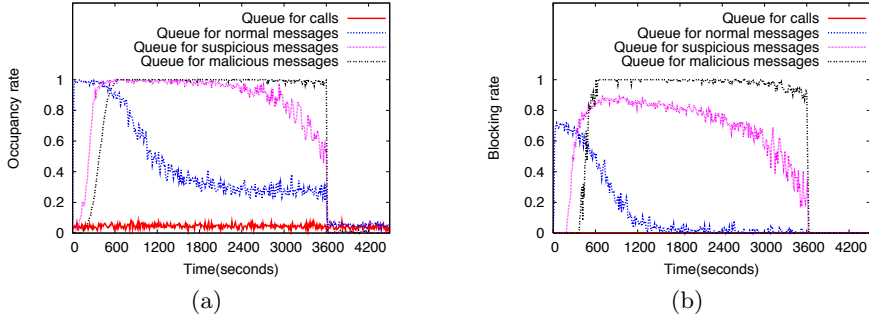 Queue for calls
Queue for normal messages
Queue for suspicious messages
Queue for malicious messages
1
0.8
0.6
0.4
0.2
0
Occupancy rate
0 600 1200 1800 2400 3000 3600 4200
Time(seconds)
(a)
Queue for calls
Queue for normal messages
Queue for suspicious messages
Queue for malicious messages
1
0.8
0.6
0.4
0.2
0
Blocking rate
0 600 1200 1800 2400 3000 3600 4200
Time(seconds)
(b)